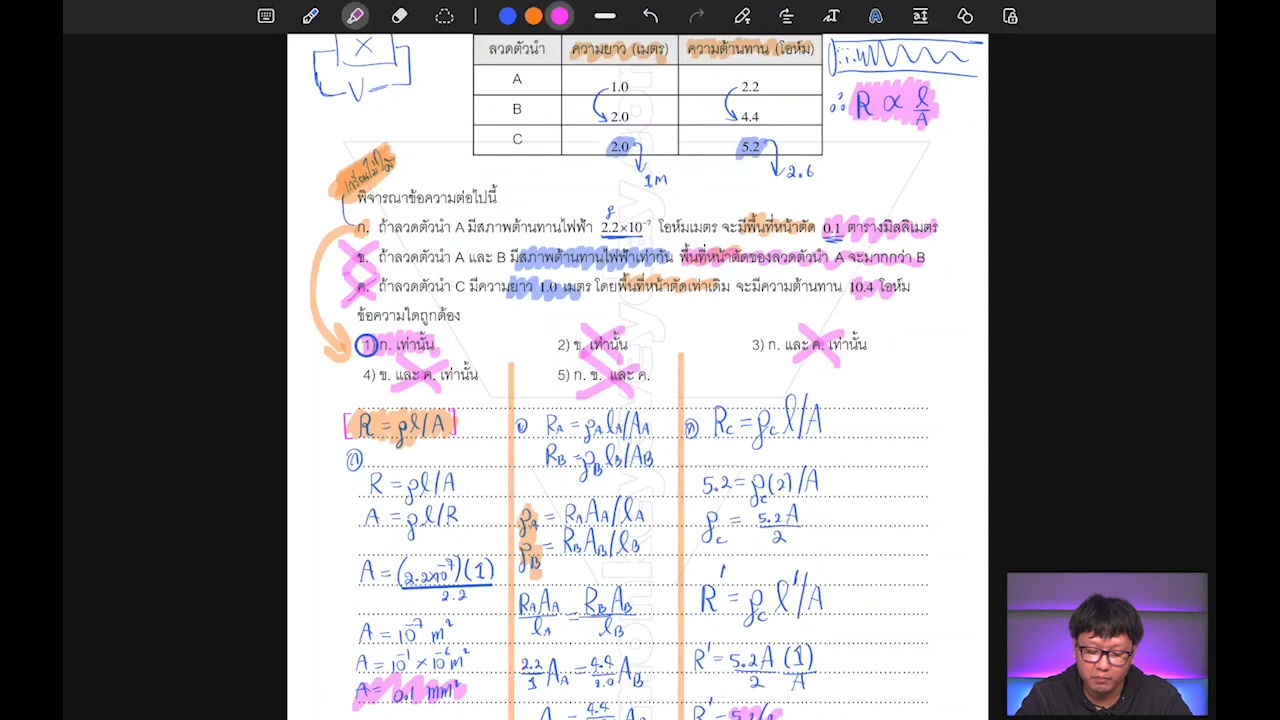 X
V
ลวดตัวนำ ความยาว (เมตร) ความต้านทาน (โอห์ม)
A 1.0 2.2
B 2.0 4.4
C 2.0 5.2
1m 2.6
∴ R ∝ l/A
พิจารณาข้อความต่อไปนี้
ρ
ก. ถ้าลวดตัวนำ A มีสภาพต้านทานไฟฟ้า 2.2×10⁻⁷ โอห์มเมตร จะมีพื้นที่หน้าตัด 0.1 ตารางมิลลิเมตร
ข. ถ้าลวดตัวนำ A และ B มีสภาพต้านทานไฟฟ้าเท่ากัน พื้นที่หน้าตัดของลวดตัวนำ A จะมากกว่า B
ค. ถ้าลวดตัวนำ C มีความยาว 1.0 เมตร โดยพื้นที่หน้าตัดเท่าเดิม จะมีความต้านทาน 10.4 โอห์ม
ข้อความใดถูกต้อง
1) ก. เท่านั้น 2) ข. เท่านั้น 3) ก. และ ค. เท่านั้น
4) ข. และ ค. เท่านั้น 5) ก. ข. และ ค.
R = ρl/A
R = ρl/A
A = ρl/R
A = (2.2×10⁻⁷)(1)
2.2
A = 10⁻⁷ m²
A = 10⁻¹ × 10⁻⁶ m²
A = 0.1 mm²
R_A = ρ_A l_A/A_A
R_B = ρ_B l_B/A_B
ρ_A = R_A A_A/l_A
ρ_B = R_B A_B/l_B
R_A A_A/l_A = R_B A_B/l_B
2.2/1 A_A = 4.4/2.0 A_B
R_C = ρ_C l/A
5.2 = ρ_C(2)/A
ρ_C = 5.2A/2
R' = ρ_C l'/A
R' = 5.2A/2 (1)/A